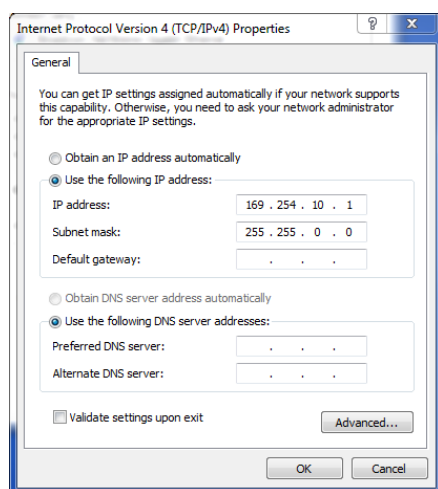 Internet Protocol Version 4 (TCP/IPv4) Properties
General
You can get IP settings assigned automatically if your network supports
this capability. Otherwise, you need to ask your network administrator
for the appropriate IP settings.
Obtain an IP address automatically
Use the following IP address:
IP address: 169 . 254 . 10 . 1
Subnet mask: 255 . 255 . 0 . 0
Default gateway: . . .
Obtain DNS server address automatically
Use the following DNS server addresses:
Preferred DNS server: . . .
Alternate DNS server: . . .
Validate settings upon exit
Advanced...
OK Cancel